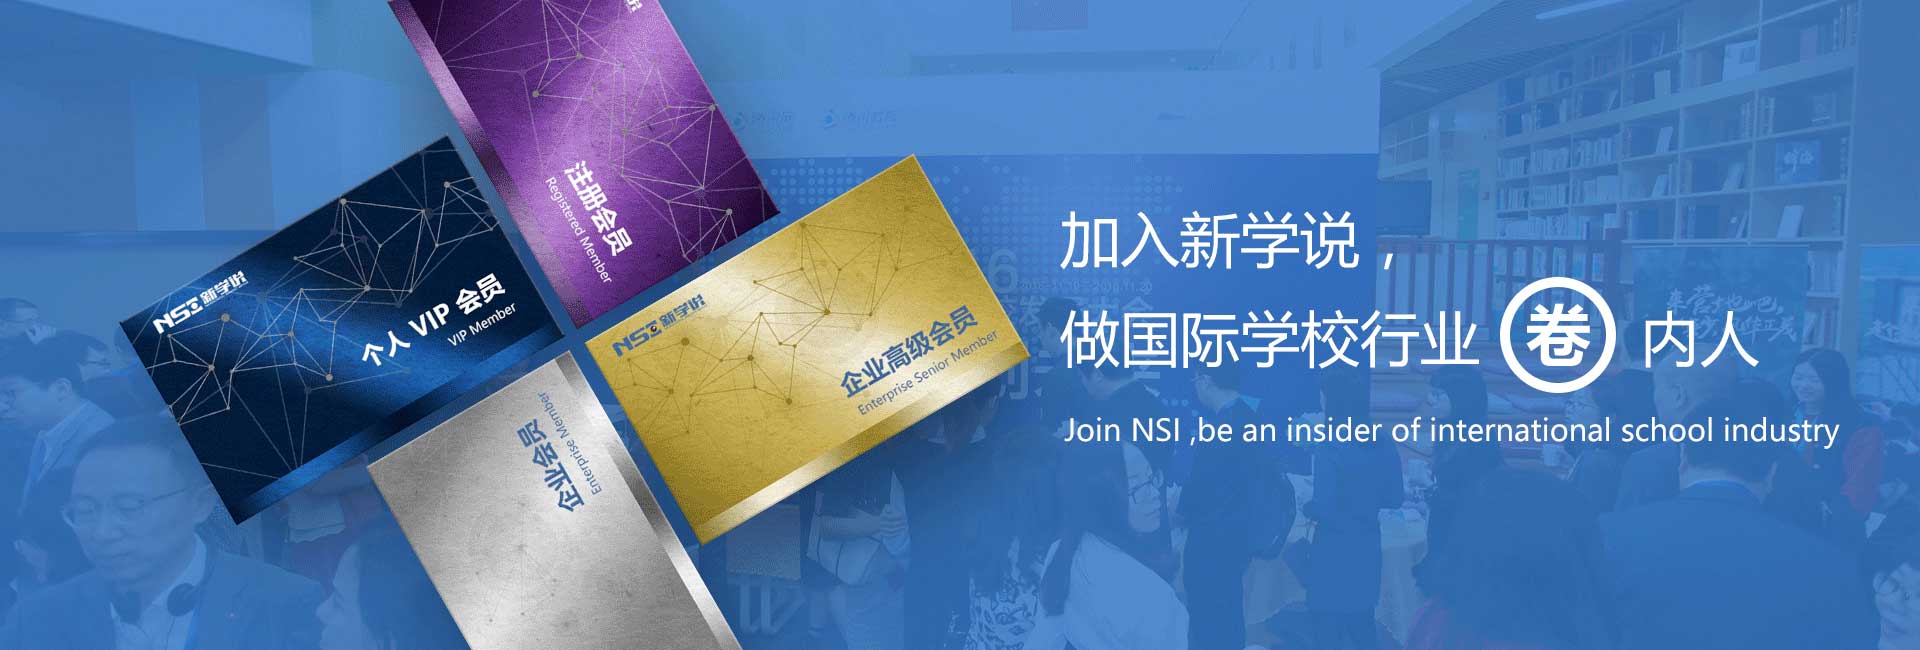 注册会员
Registered Member
NSI 新学说
个人 VIP 会员
VIP Member
NSI 新学说
企业高级会员
Enterprise Senior Member
企业会员
Enterprise Member
加入新学说，
做国际学校行业 卷 内人
Join NSI ,be an insider of international school industry